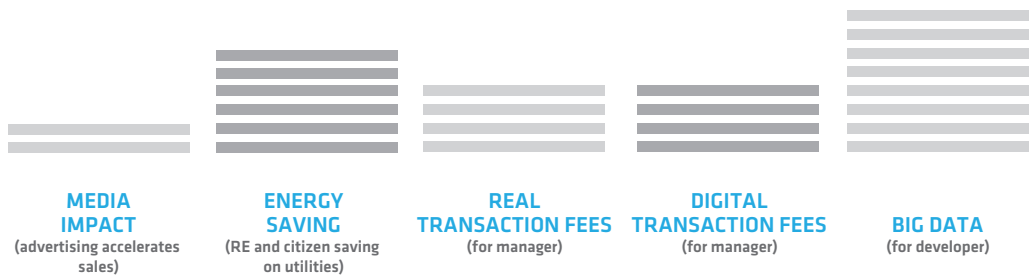 MEDIA
IMPACT
(advertising accelerates
sales)
ENERGY
SAVING
(RE and citizen saving
on utilities)
REAL
TRANSACTION FEES
(for manager)
DIGITAL
TRANSACTION FEES
(for manager)
BIG DATA
(for developer)